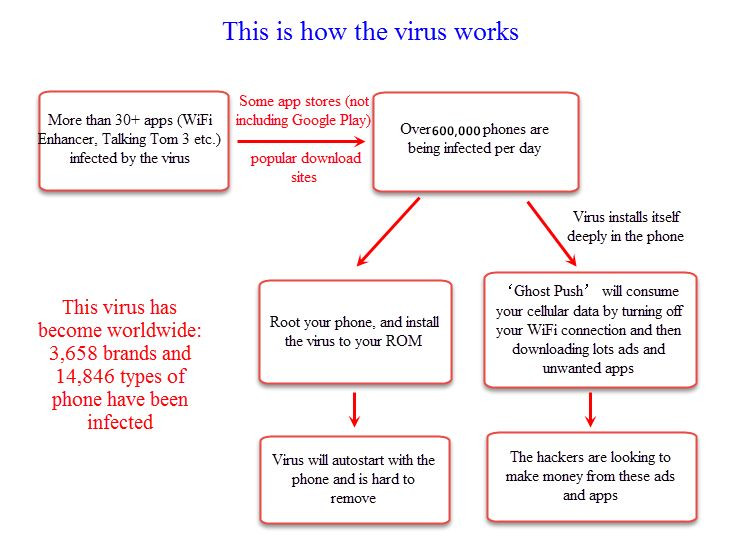 This is how the virus works
More than 30+ apps (WiFi
Enhancer, Talking Tom 3 etc.)
infected by the virus
Some app stores (not
including Google Play)
popular download
sites
Over600,000 phones are
being infected per day
Virus installs itself
deeply in the phone
This virus has
become worldwide:
3,658 brands and
14,846 types of
phone have been
infected
Root your phone, and install
the virus to your ROM
‘Ghost Push’ will consume
your cellular data by turning off
your WiFi connection and then
downloading lots ads and
unwanted apps
Virus will autostart with the
phone and is hard to
remove
The hackers are looking to
make money from these ads
and apps